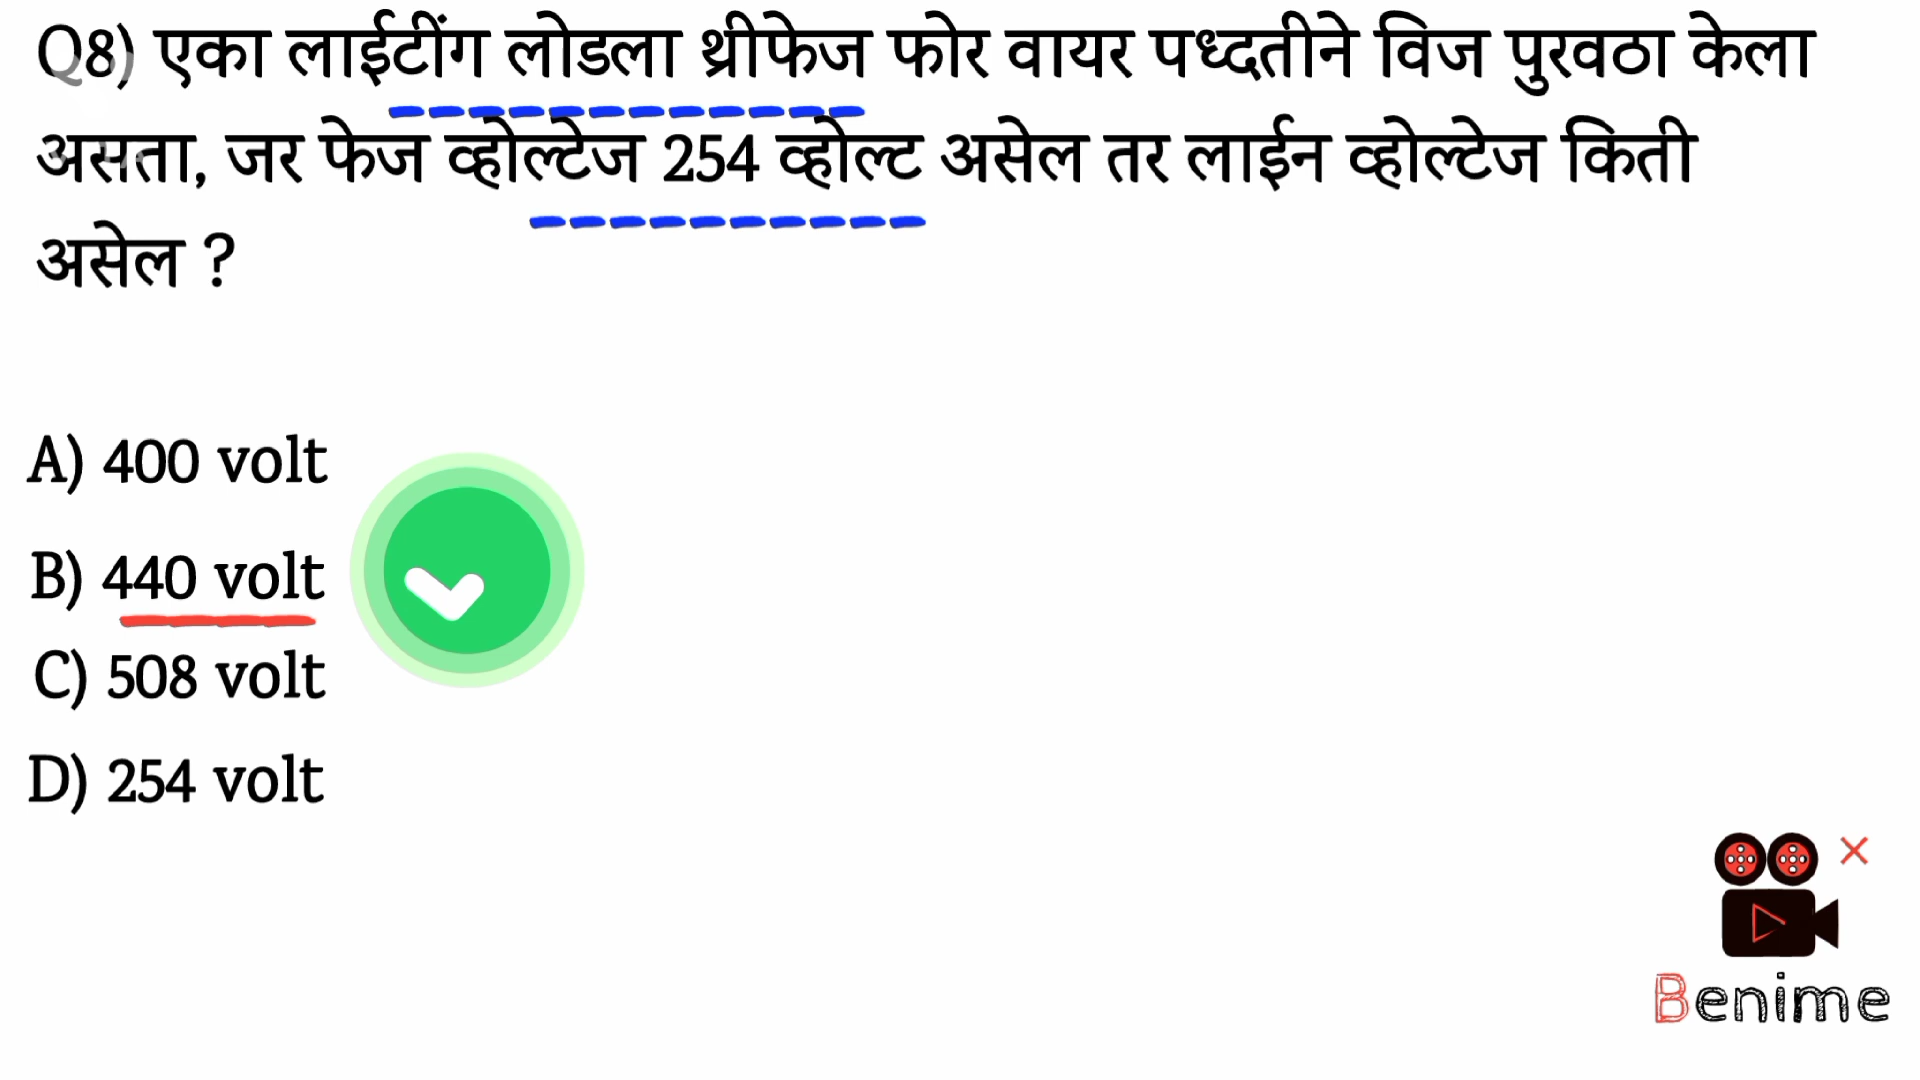 Q8) एका लाईटींग लोडला थ्रीफेज फोर वायर पध्दतीने विज पुरवठा केला
असता, जर फेज व्होल्टेज 254 व्होल्ट असेल तर लाईन व्होल्टेज किती
असेल ?
A) 400 volt
B) 440 volt
C) 508 volt
D) 254 volt
Benime